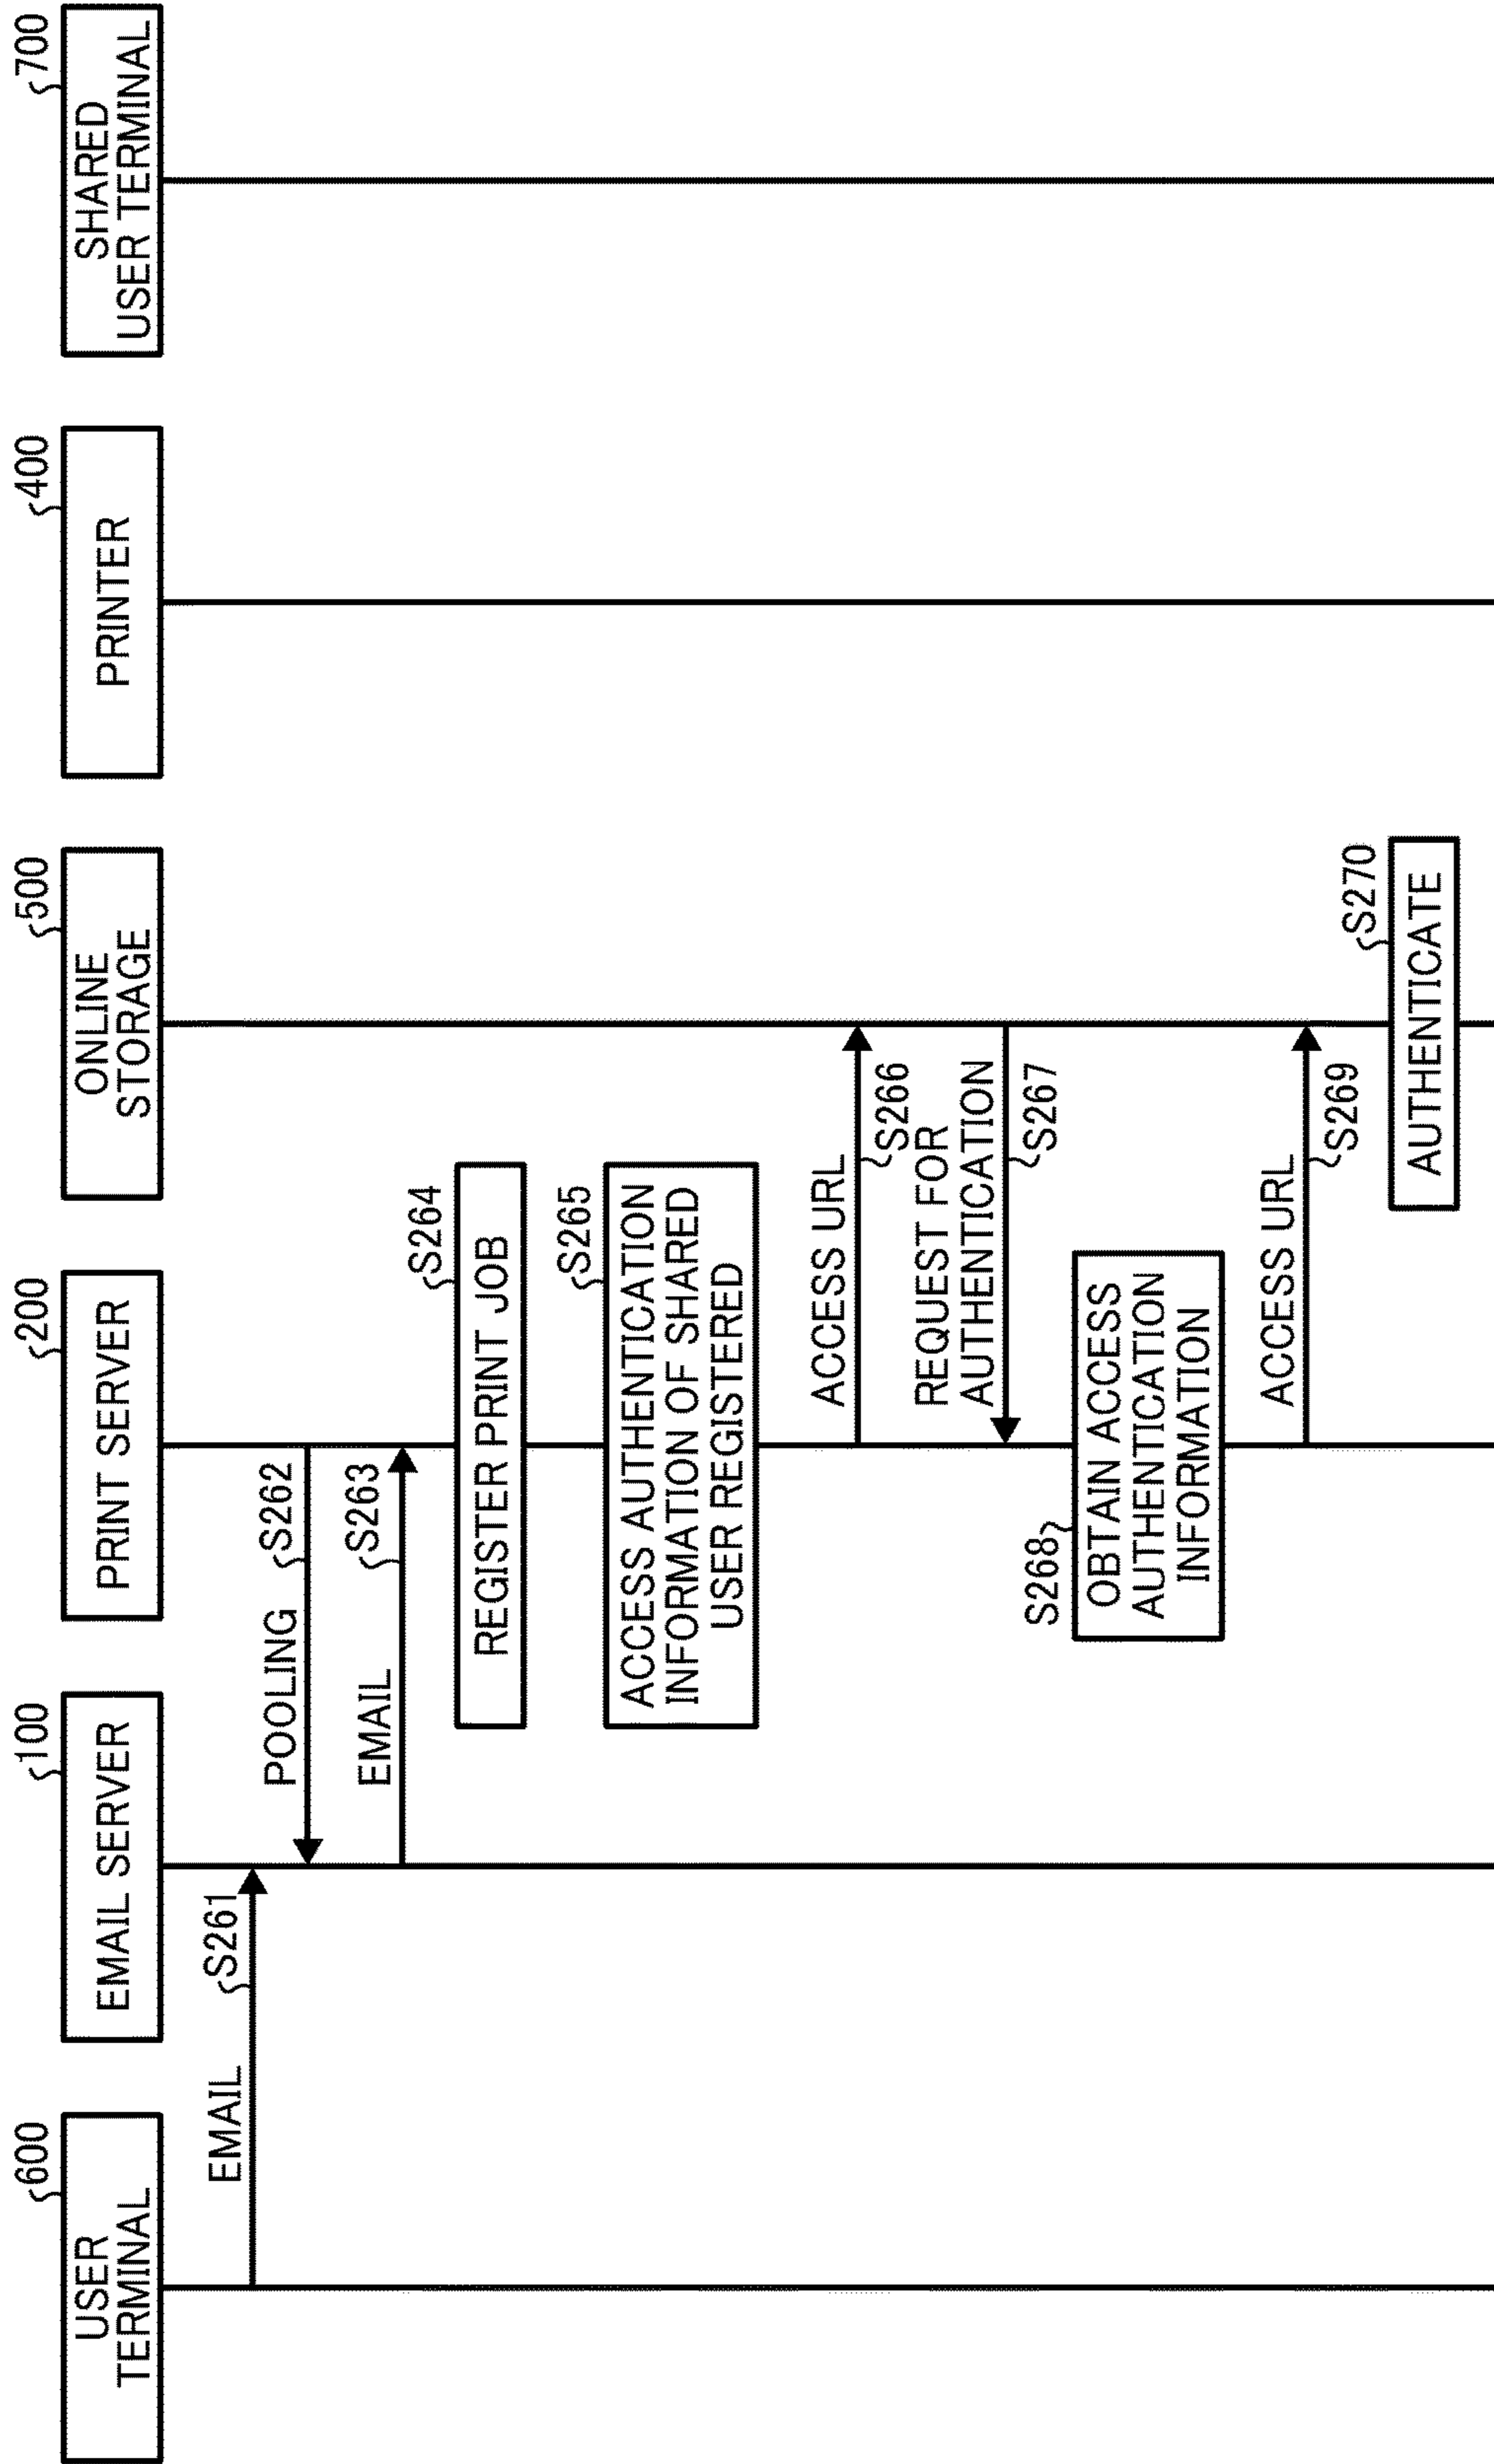 600
USER
TERMINAL
100
EMAIL SERVER
200
PRINT SERVER
500
ONLINE
STORAGE
400
PRINTER
700
SHARED
USER TERMINAL
EMAIL
S261
POOLING
S262
EMAIL
S263
S264
REGISTER PRINT JOB
S265
ACCESS AUTHENTICATION
INFORMATION OF SHARED
USER REGISTERED
ACCESS URL
S266
REQUEST FOR
AUTHENTICATION
S267
S268
OBTAIN ACCESS
AUTHENTICATION
INFORMATION
ACCESS URL
S269
S270
AUTHENTICATE